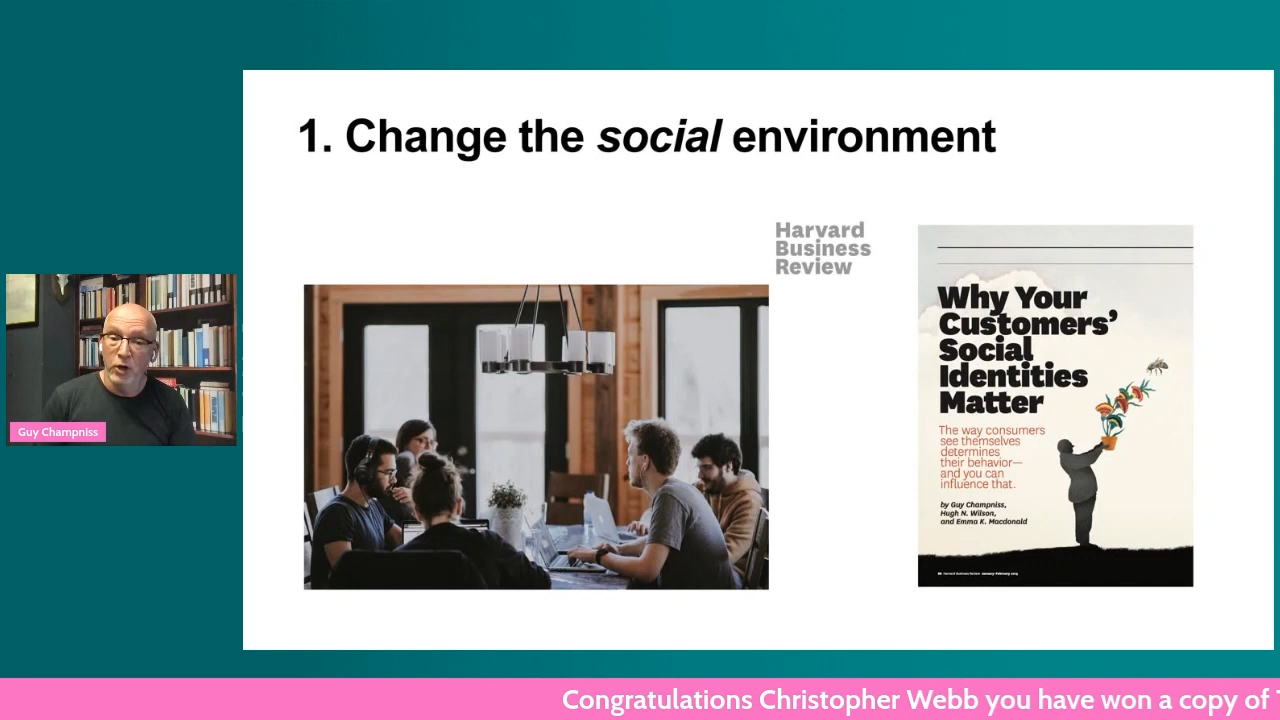 1. Change the social environment
Harvard
Business
Review
Why Your
Customers’
Social
Identities
Matter
The way consumers
see themselves
determines
their behavior—
and you can
influence that.
by Guy Champniss,
Hugh N. Wilson,
and Emma K. Macdonald
Guy Champniss
Congratulations Christopher Webb you have won a copy of